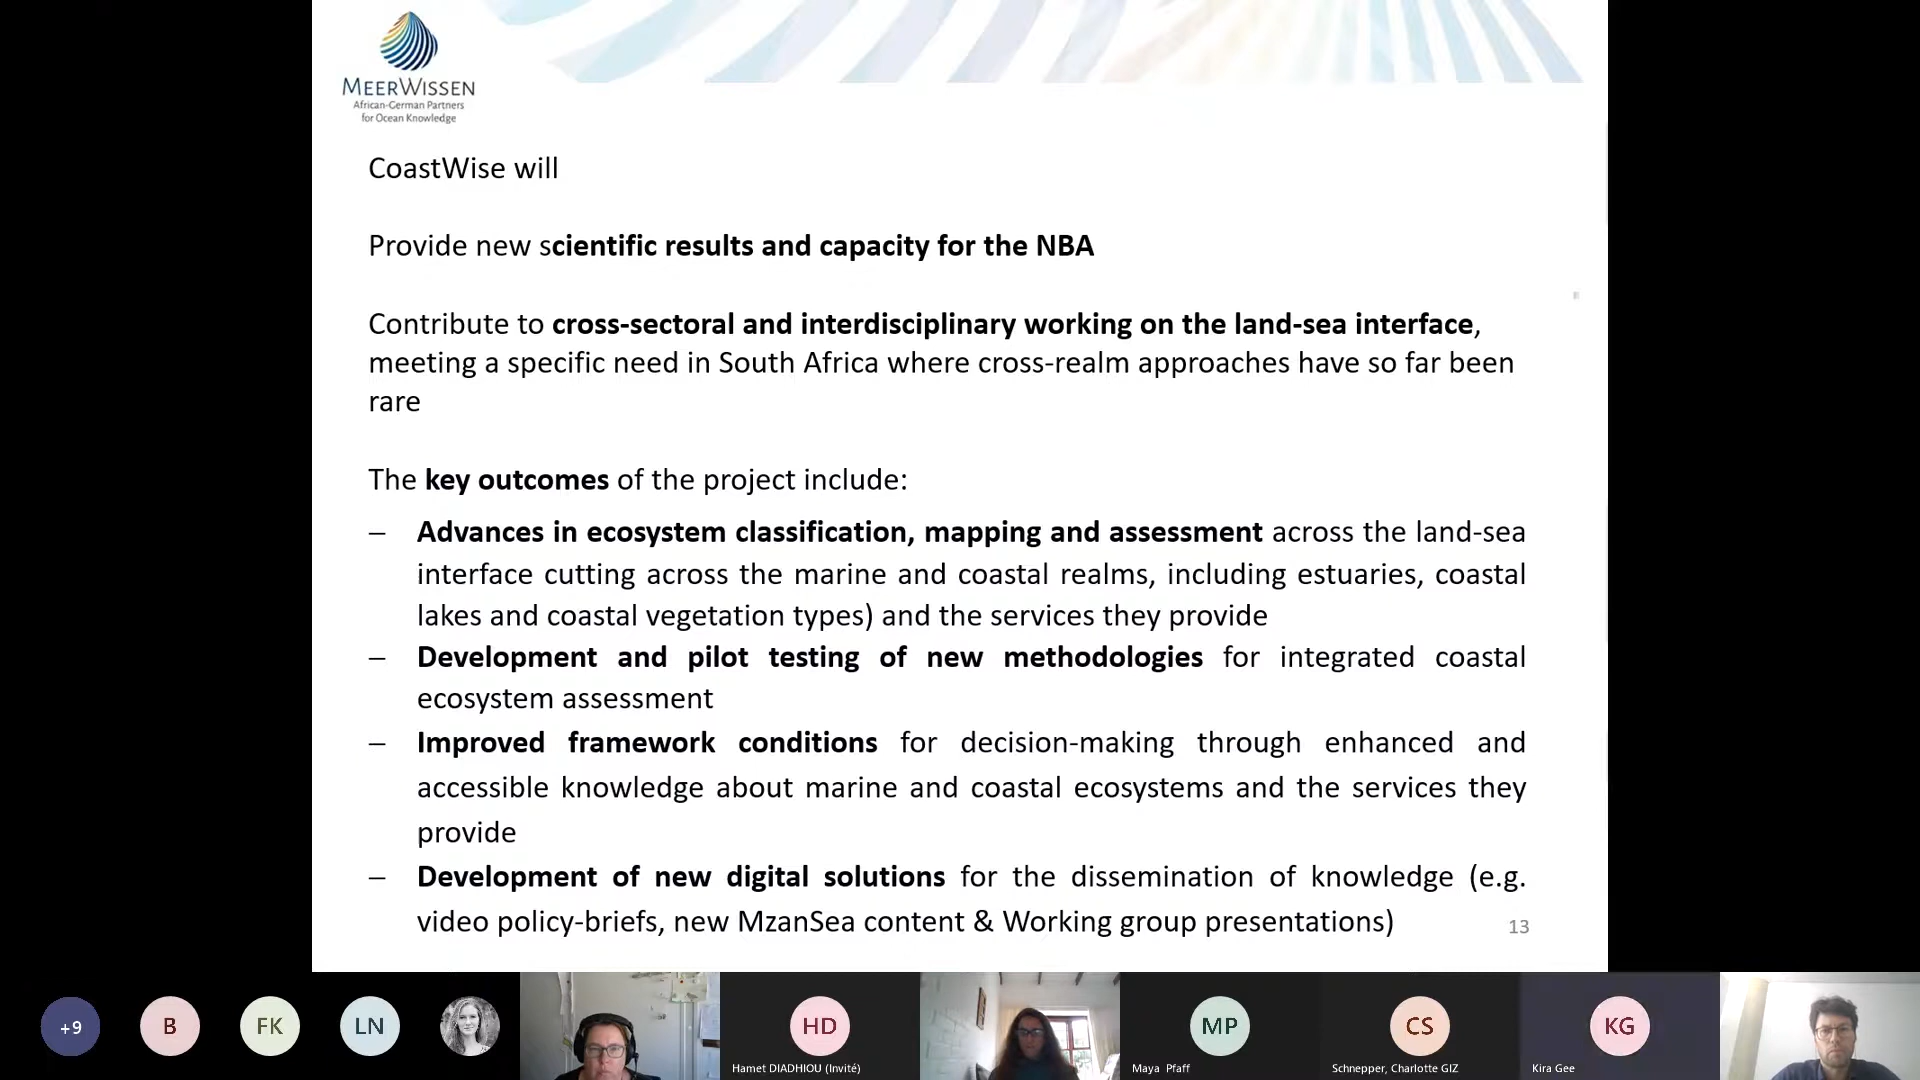 MEERWISSEN
African-German Partners
for Ocean Knowledge
CoastWise will
Provide new scientific results and capacity for the NBA
Contribute to cross-sectoral and interdisciplinary working on the land-sea interface,
meeting a specific need in South Africa where cross-realm approaches have so far been
rare
The key outcomes of the project include:
– Advances in ecosystem classification, mapping and assessment across the land-sea
interface cutting across the marine and coastal realms, including estuaries, coastal
lakes and coastal vegetation types) and the services they provide
– Development and pilot testing of new methodologies for integrated coastal
ecosystem assessment
– Improved framework conditions for decision-making through enhanced and
accessible knowledge about marine and coastal ecosystems and the services they
provide
– Development of new digital solutions for the dissemination of knowledge (e.g.
video policy-briefs, new MzanSea content & Working group presentations)
13
+9
B
FK
LN
HD
MP
CS
KG
Hamet DIADHIOU (Invité)
Maya Pfaff
Schnepper, Charlotte GIZ
Kira Gee